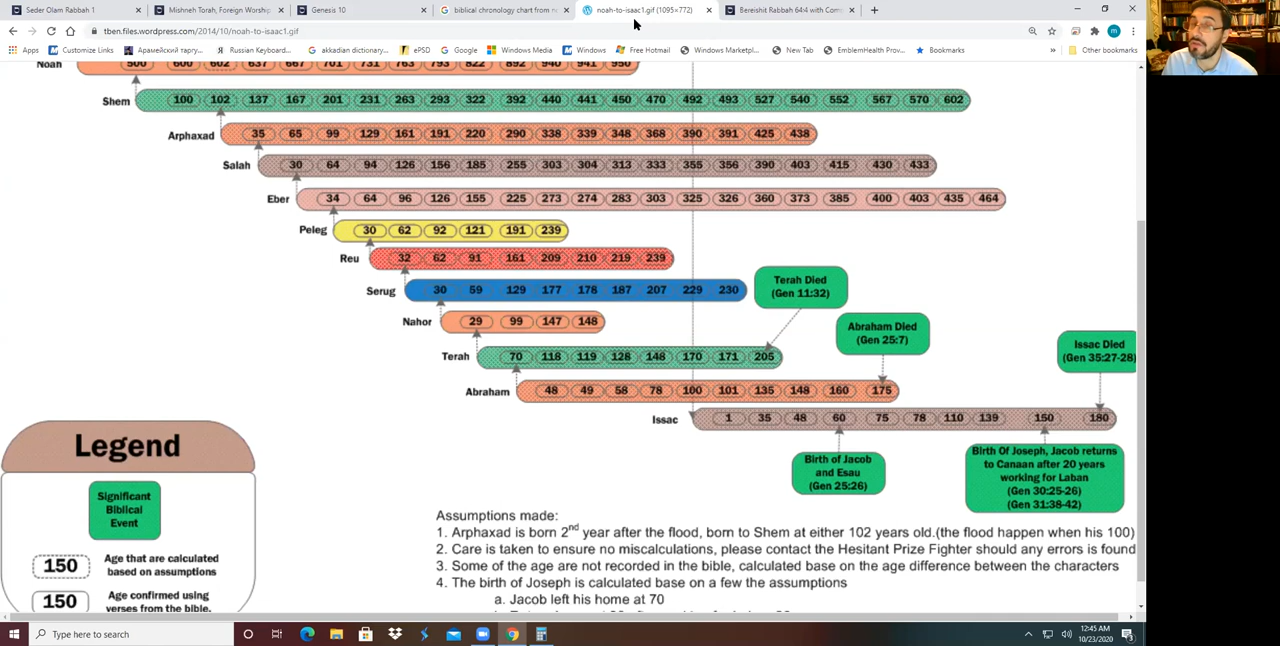 Seder Olam Rabbah 1
Mishneh Torah, Foreign Worship
Genesis 10
biblical chronology chart from n
noah-to-isaac1.gif (1095×772)
Bereishit Rabbah 64:4 with Com
tben.files.wordpress.com/2014/10/noah-to-isaac1.gif
m
Apps
Customize Links
Арамейский таргу...
Russian Keyboard...
akkadian dictionary...
ePSD
Google
Windows Media
Windows
Free Hotmail
Windows Marketpl...
New Tab
EmblemHealth Prov...
Bookmarks
»
Other bookmarks
Noah 500 600 602 637 667 701 731 763 793 822 892 940 941 950
Shem 100 102 137 167 201 231 263 293 322 392 440 441 450 470 492 493 527 540 552 567 570 602
Arphaxad 35 65 99 129 161 191 220 290 338 339 348 368 390 391 425 438
Salah 30 64 94 126 156 185 255 303 304 313 333 355 356 390 403 415 430 433
Eber 34 64 96 126 155 225 273 274 283 303 325 326 360 373 385 400 403 435 464
Peleg 30 62 92 121 191 239
Reu 32 62 91 161 209 210 219 239
Serug 30 59 129 177 178 187 207 229 230
Terah Died
(Gen 11:32)
Nahor 29 99 147 148
Abraham Died
(Gen 25:7)
Terah 70 118 119 128 148 170 171 205
Issac Died
(Gen 35:27-28)
Abraham 48 49 58 78 100 101 135 148 160 175
Issac 1 35 48 60 75 78 110 139 150 180
Birth of Jacob
and Esau
(Gen 25:26)
Birth Of Joseph, Jacob returns
to Canaan after 20 years
working for Laban
(Gen 30:25-26)
(Gen 31:38-42)
Legend
Significant
Biblical
Event
150
Age that are calculated
based on assumptions
150
Age confirmed using
verses from the bible.
Assumptions made:
1. Arphaxad is born 2nd year after the flood, born to Shem at either 102 years old.(the flood happen when his 100)
2. Care is taken to ensure no miscalculations, please contact the Hesitant Prize Fighter should any errors is found
3. Some of the age are not recorded in the bible, calculated base on the age difference between the characters
4. The birth of Joseph is calculated base on a few the assumptions
a. Jacob left his home at 70
Type here to search
12:45 AM
10/23/2020
3